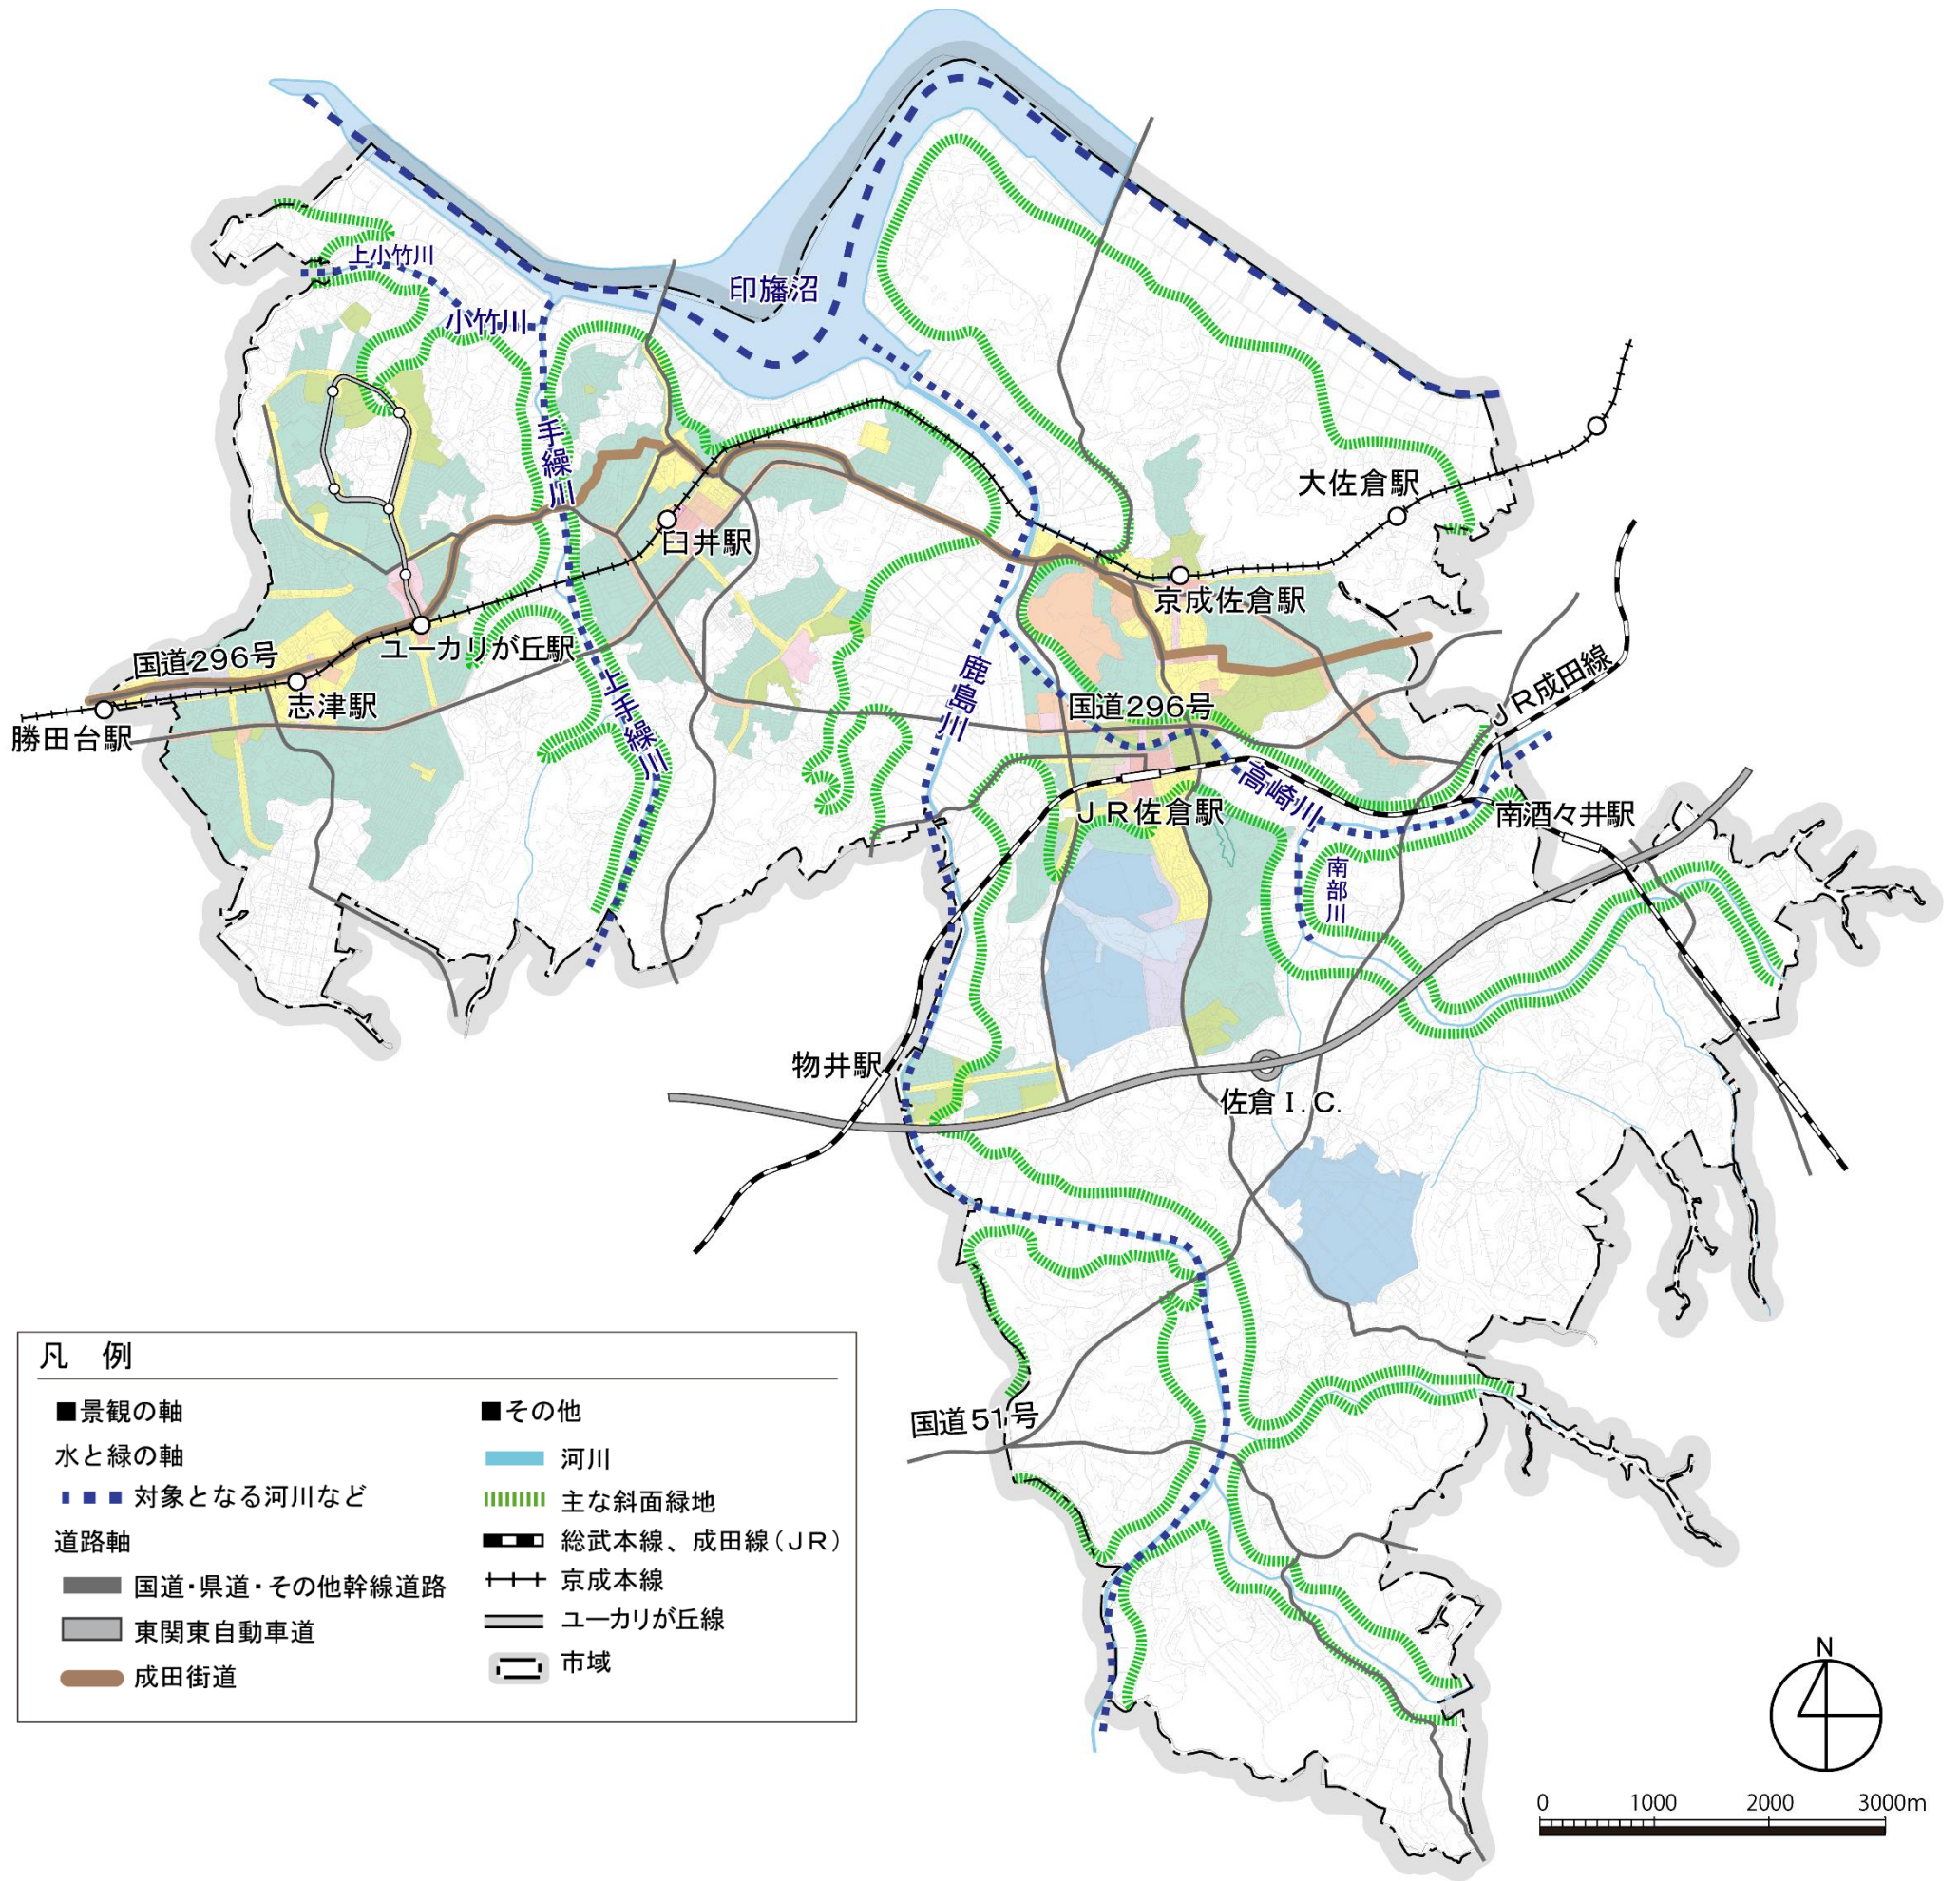 上小竹川
印旛沼
小竹川
手繰川
大佐倉駅
臼井駅
京成佐倉駅
国道296号
ユーカリが丘駅
志津駅
勝田台駅
上手繰川
鹿島川
国道296号
JR成田線
高崎川
JR佐倉駅
南酒々井駅
南部川
物井駅
佐倉I.C.
国道51号
凡 例
■景観の軸
水と緑の軸
対象となる河川など
道路軸
国道・県道・その他幹線道路
東関東自動車道
成田街道
■その他
河川
主な斜面緑地
総武本線、成田線(JR)
京成本線
ユーカリが丘線
市域
N
0 1000 2000 3000m